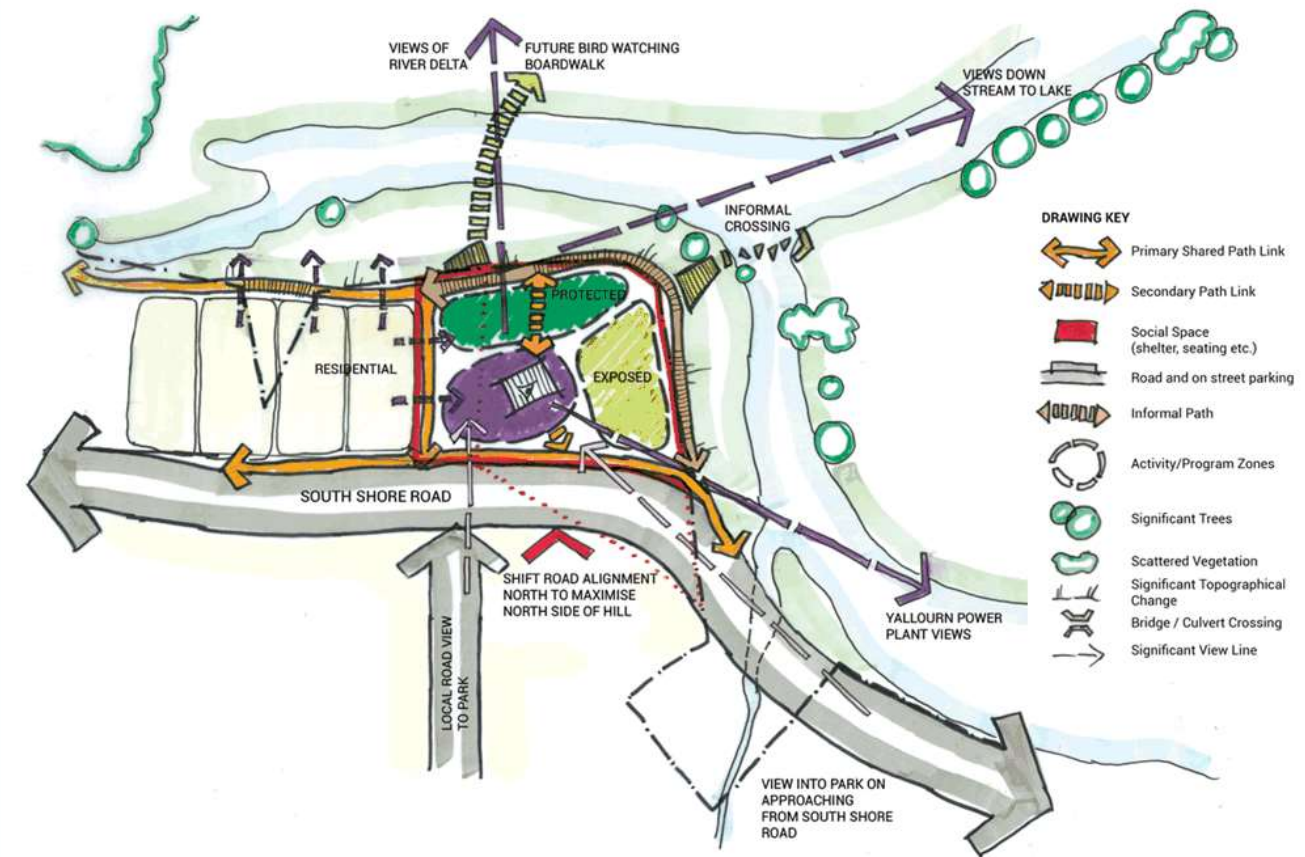 VIEWS OF
RIVER DELTA
FUTURE BIRD WATCHING
BOARDWALK
VIEWS DOWN
STREAM TO LAKE
INFORMAL
CROSSING
PROTECTED
RESIDENTIAL
EXPOSED
SOUTH SHORE ROAD
SHIFT ROAD ALIGNMENT
NORTH TO MAXIMISE
NORTH SIDE OF HILL
LOCAL ROAD VIEW
TO PARK
YALLOURN POWER
PLANT VIEWS
VIEW INTO PARK ON
APPROACHING
FROM SOUTH SHORE
ROAD
DRAWING KEY
Primary Shared Path Link
Secondary Path Link
Social Space
(shelter, seating etc.)
Road and on street parking
Informal Path
Activity/Program Zones
Significant Trees
Scattered Vegetation
Significant Topographical
Change
Bridge / Culvert Crossing
Significant View Line